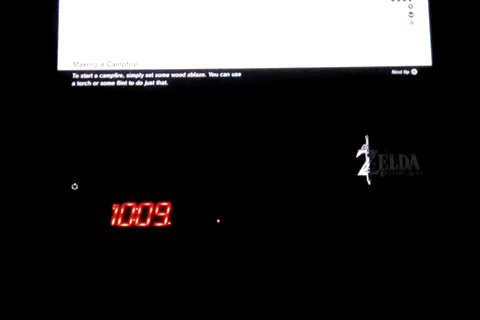 Making a Campfire
To start a campfire, simply set some wood ablaze. You can use
a torch or some flint to do just that.
Next tip
ZELDA
10:09